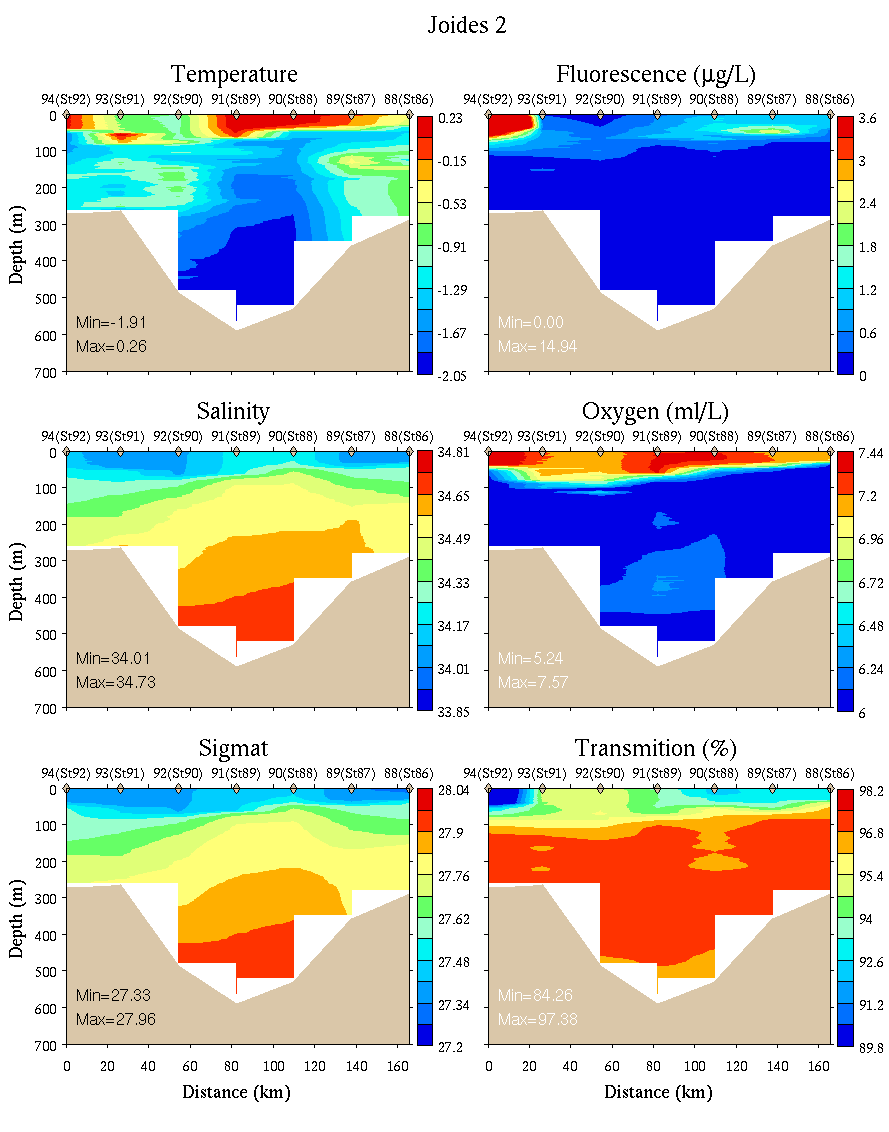 Joides 2
Temperature
Fluorescence (µg/L)
94(St92) 93(St91) 92(St90) 91(St89) 90(St88) 89(St87) 88(St86)
94(St92) 93(St91) 92(St90) 91(St89) 90(St88) 89(St87) 88(St86)
0
100
200
300
400
500
600
700
Depth (m)
Min=-1.91
Max=0.26
0.23
-0.15
-0.53
-0.91
-1.29
-1.67
-2.05
Min=0.00
Max=14.94
3.6
3
2.4
1.8
1.2
0.6
0
Salinity
Oxygen (ml/L)
94(St92) 93(St91) 92(St90) 91(St89) 90(St88) 89(St87) 88(St86)
94(St92) 93(St91) 92(St90) 91(St89) 90(St88) 89(St87) 88(St86)
0
100
200
300
400
500
600
700
Depth (m)
Min=34.01
Max=34.73
34.81
34.65
34.49
34.33
34.17
34.01
33.85
Min=5.24
Max=7.57
7.44
7.2
6.96
6.72
6.48
6.24
6
Sigmat
Transmition (%)
94(St92) 93(St91) 92(St90) 91(St89) 90(St88) 89(St87) 88(St86)
94(St92) 93(St91) 92(St90) 91(St89) 90(St88) 89(St87) 88(St86)
0
100
200
300
400
500
600
700
Depth (m)
Min=27.33
Max=27.96
28.04
27.9
27.76
27.62
27.48
27.34
27.2
Min=84.26
Max=97.38
98.2
96.8
95.4
94
92.6
91.2
89.8
0 20 40 60 80 100 120 140 160
0 20 40 60 80 100 120 140 160
Distance (km)
Distance (km)